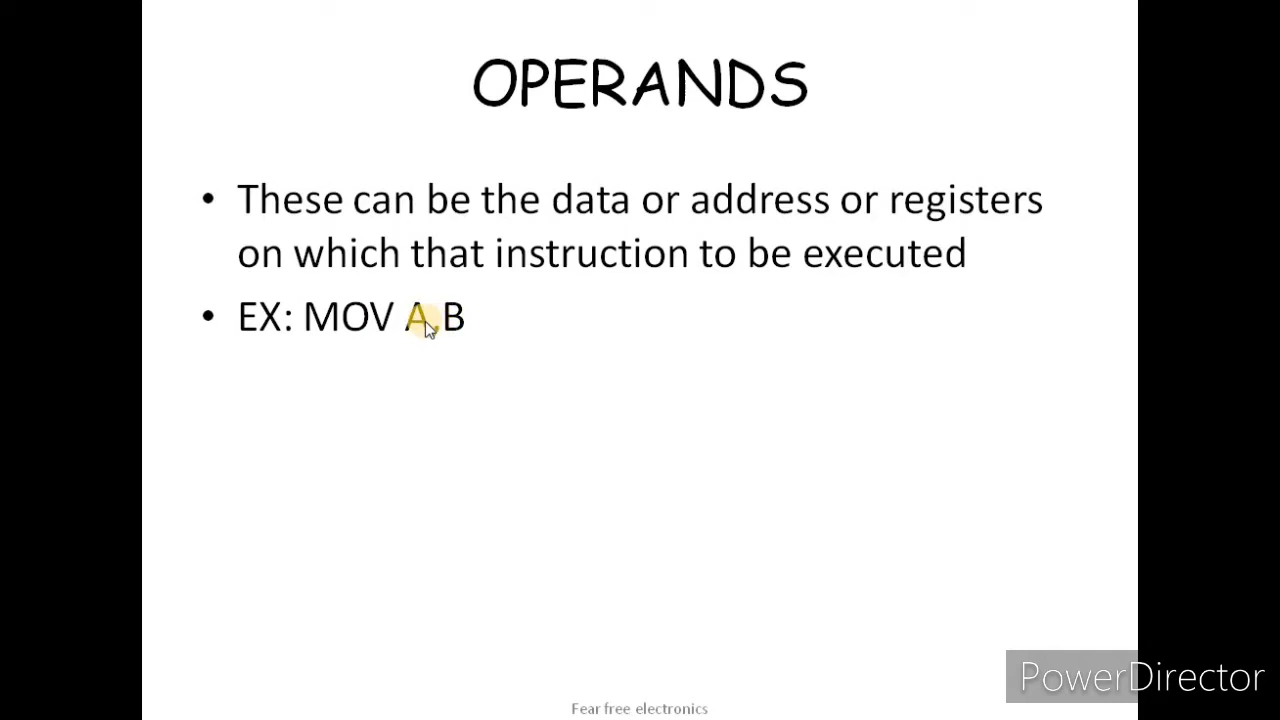 OPERANDS
• These can be the data or address or registers
on which that instruction to be executed
• EX: MOV A,B
PowerDirector
Fear free electronics